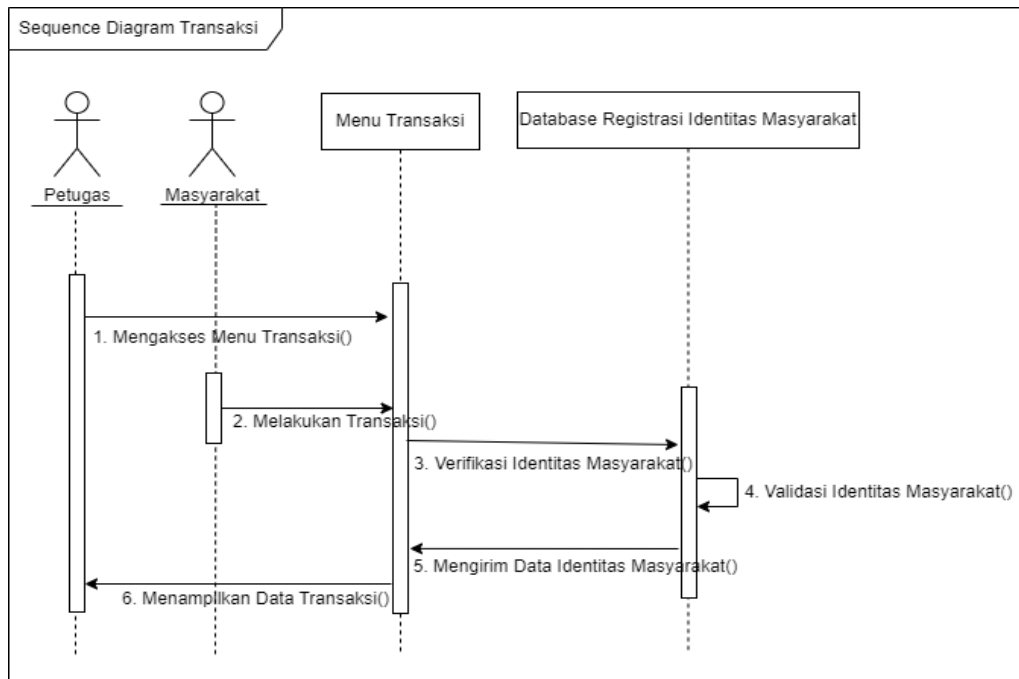 Sequence Diagram Transaksi
Petugas
Masyarakat
Menu Transaksi
Database Registrasi Identitas Masyarakat
1. Mengakses Menu Transaksi()
2. Melakukan Transaksi()
3. Verifikasi Identitas Masyarakat()
4. Validasi Identitas Masyarakat()
5. Mengirim Data Identitas Masyarakat()
6. Menampilkan Data Transaksi()